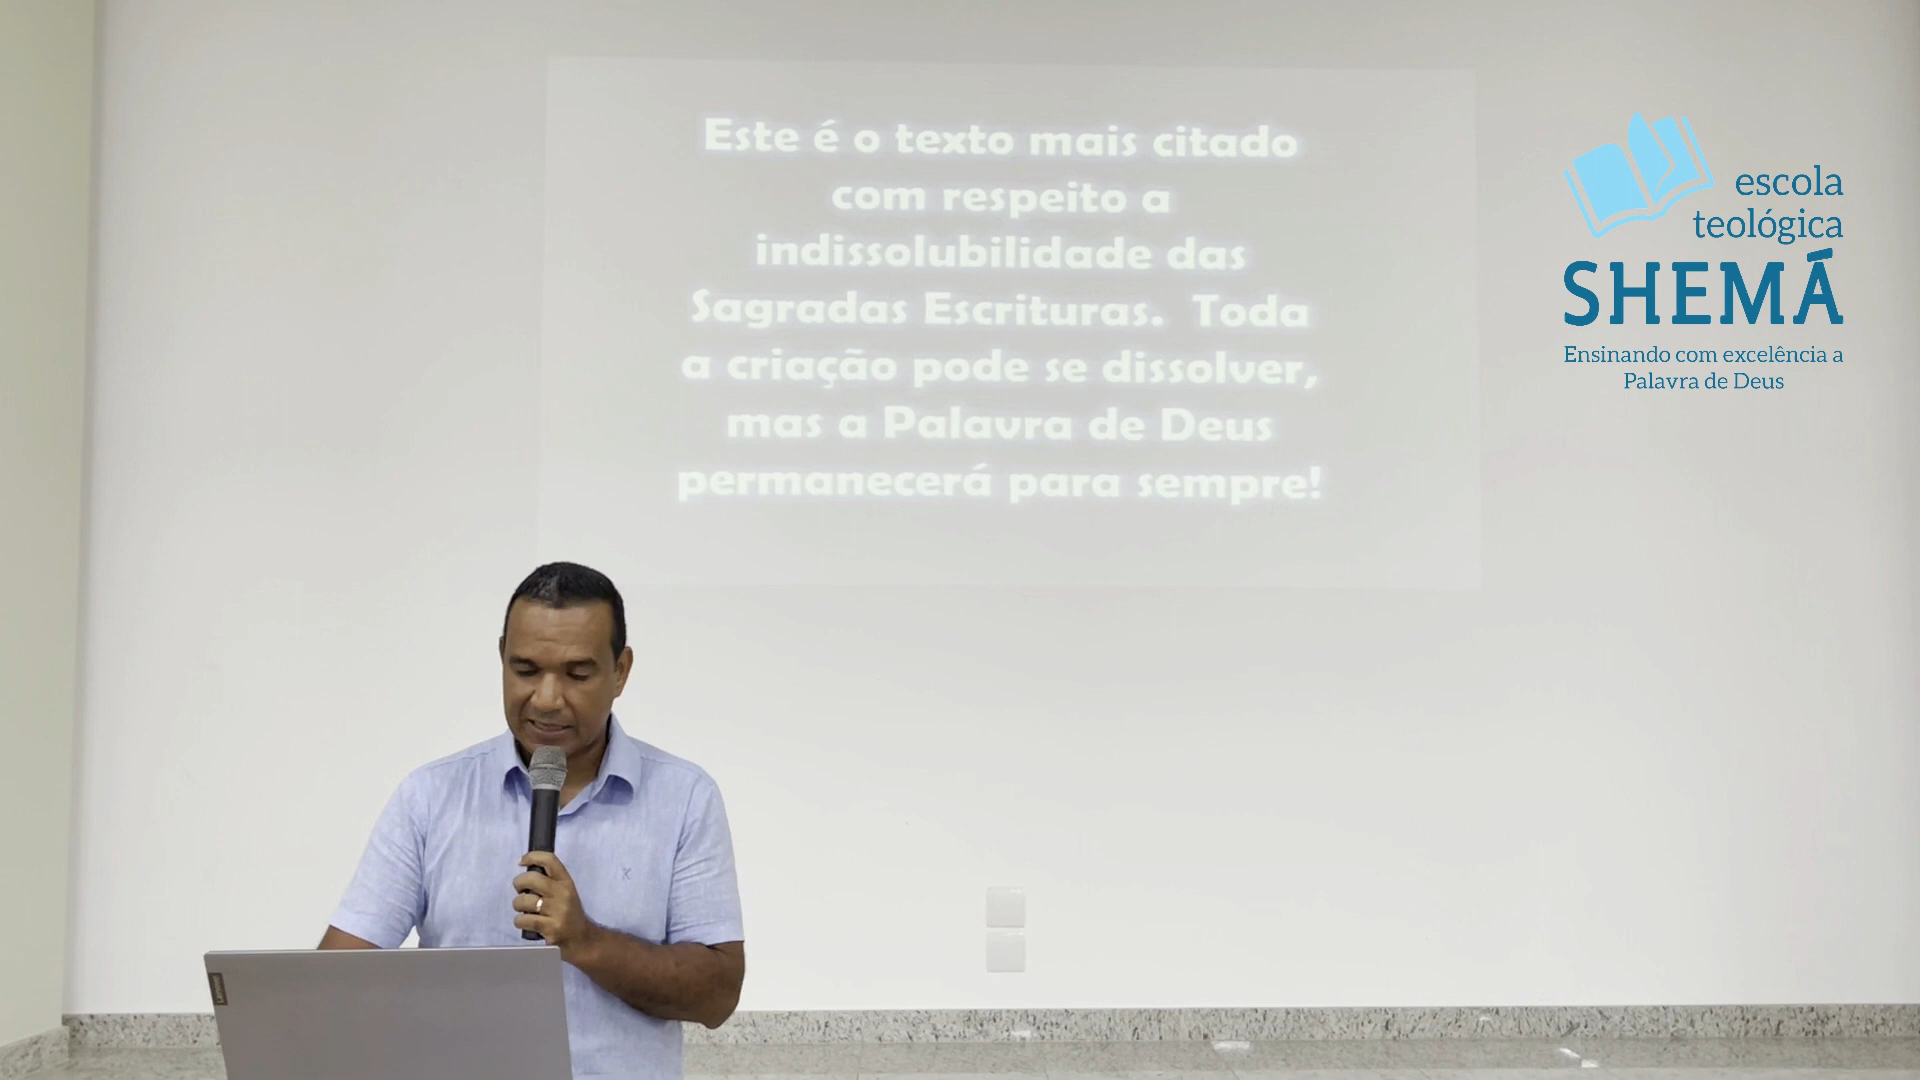 Este é o texto mais citado
com respeito a
indissolubilidade das
Sagradas Escrituras. Toda
a criação pode se dissolver,
mas a Palavra de Deus
permanecerá para sempre!
escola
teológica
SHEMÁ
Ensinando com excelência a
Palavra de Deus
Lenovo